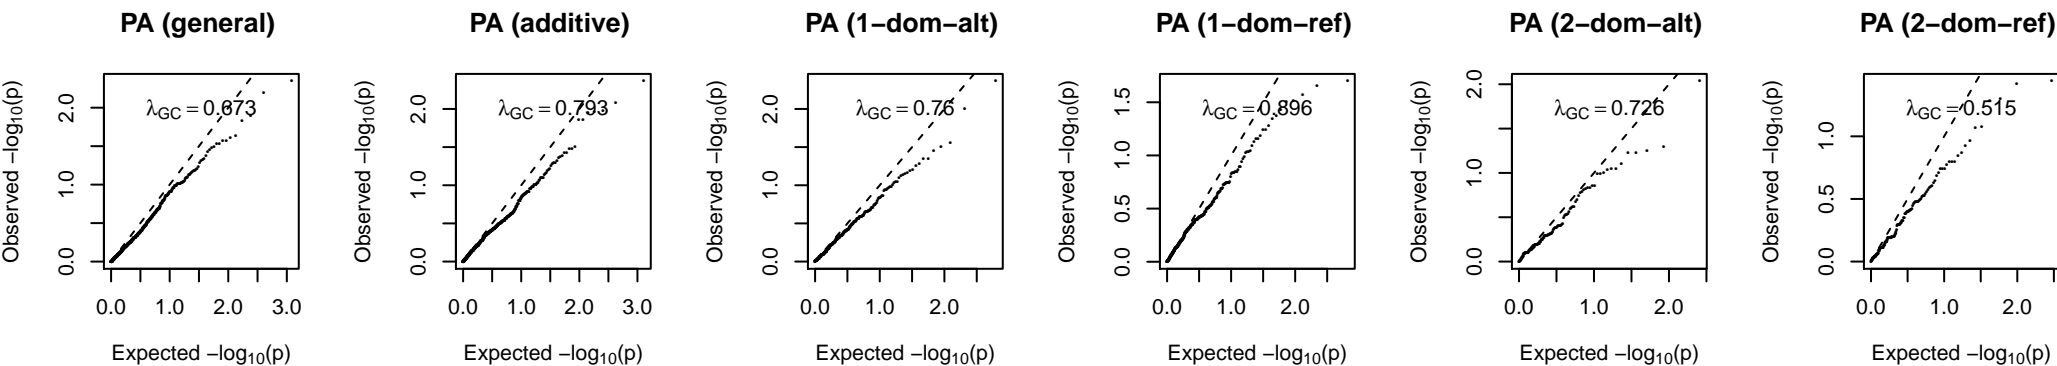 PA (general)
λGC = 0.673
Observed −log10(p)
0.0 1.0 2.0
0.0 1.0 2.0 3.0
Expected −log10(p)
PA (additive)
λGC = 0.793
Observed −log10(p)
0.0 1.0 2.0
0.0 1.0 2.0 3.0
Expected −log10(p)
PA (1−dom−alt)
λGC = 0.76
Observed −log10(p)
0.0 1.0 2.0
0.0 1.0 2.0
Expected −log10(p)
PA (1−dom−ref)
λGC = 0.896
Observed −log10(p)
0.0 0.5 1.0 1.5
0.0 1.0 2.0
Expected −log10(p)
PA (2−dom−alt)
λGC = 0.726
Observed −log10(p)
0.0 1.0 2.0
0.0 1.0 2.0
Expected −log10(p)
PA (2−dom−ref)
λGC = 0.515
Observed −log10(p)
0.0 0.5 1.0
0.0 1.0 2.0
Expected −log10(p)